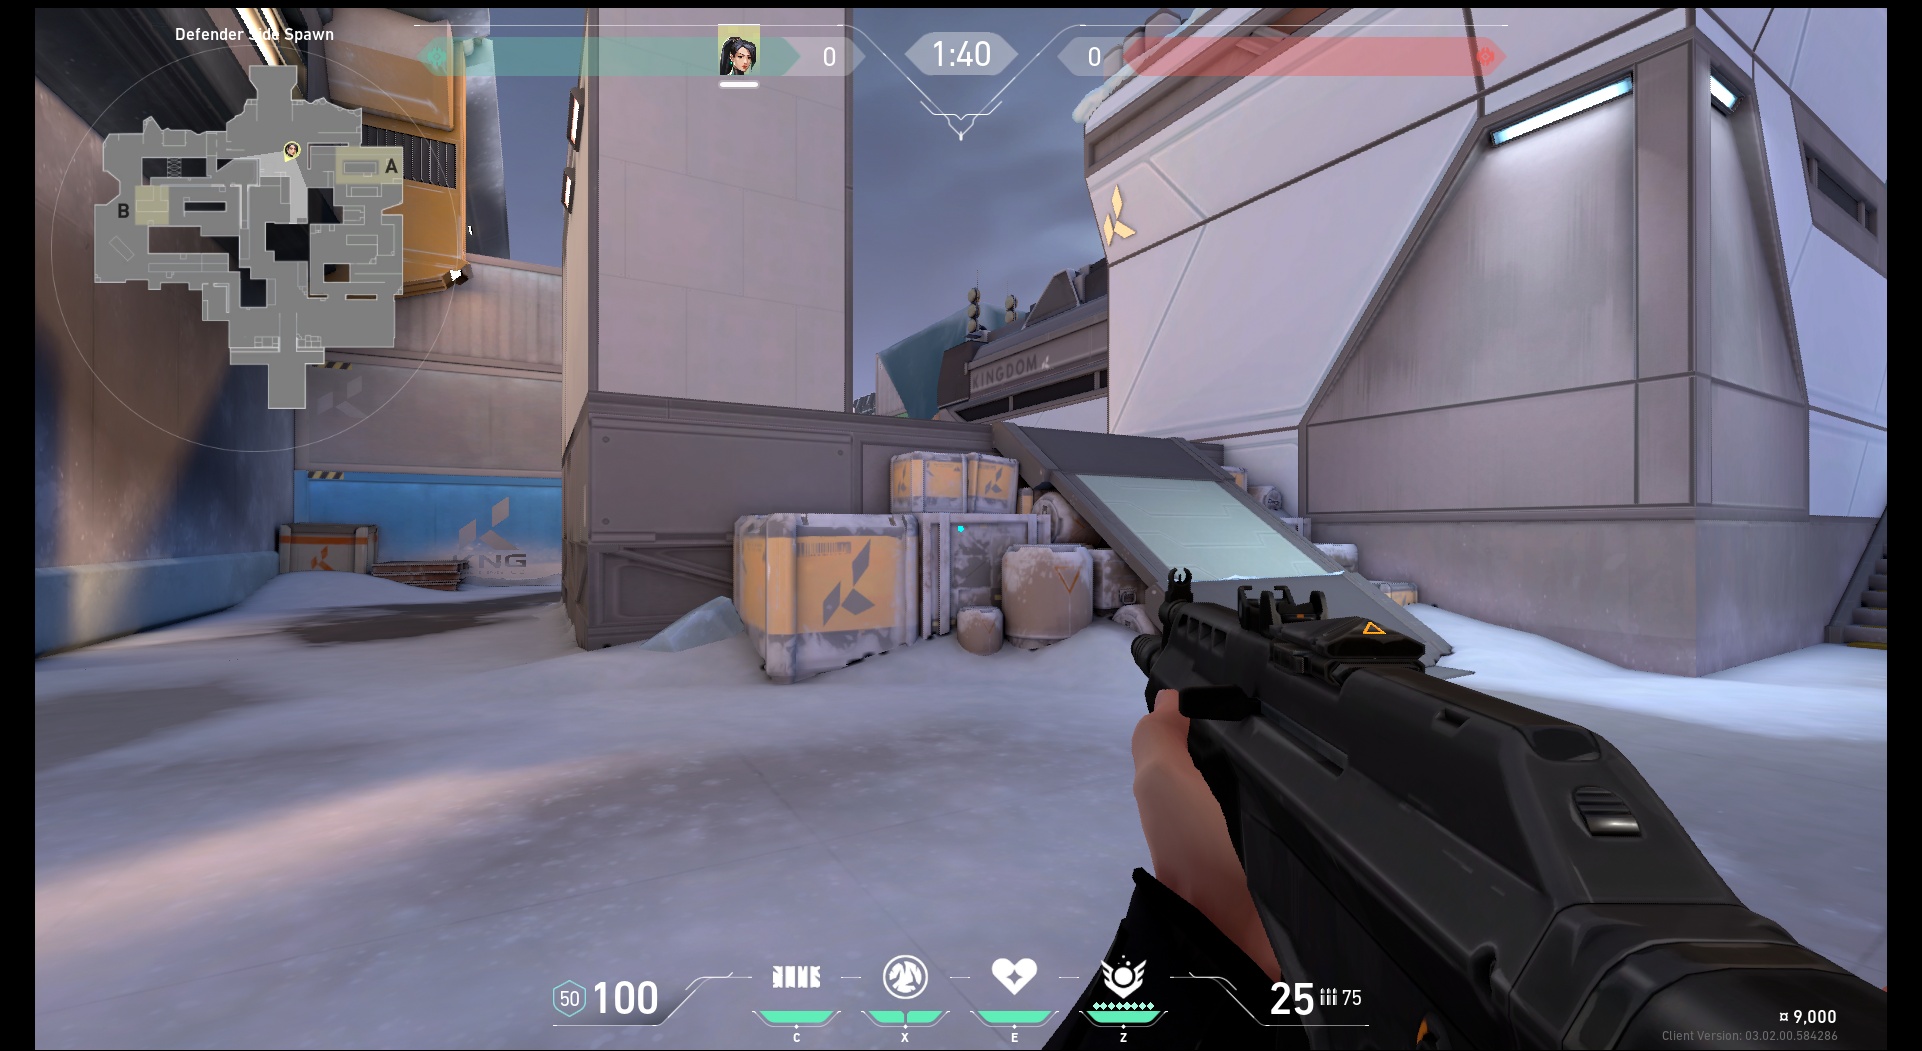 Defender Side Spawn
0
1:40
0
A
B
KINGDOM
KNG
50
100
C
X
E
Z
25
75
¤ 9,000
Client Version: 03.02.00.584286